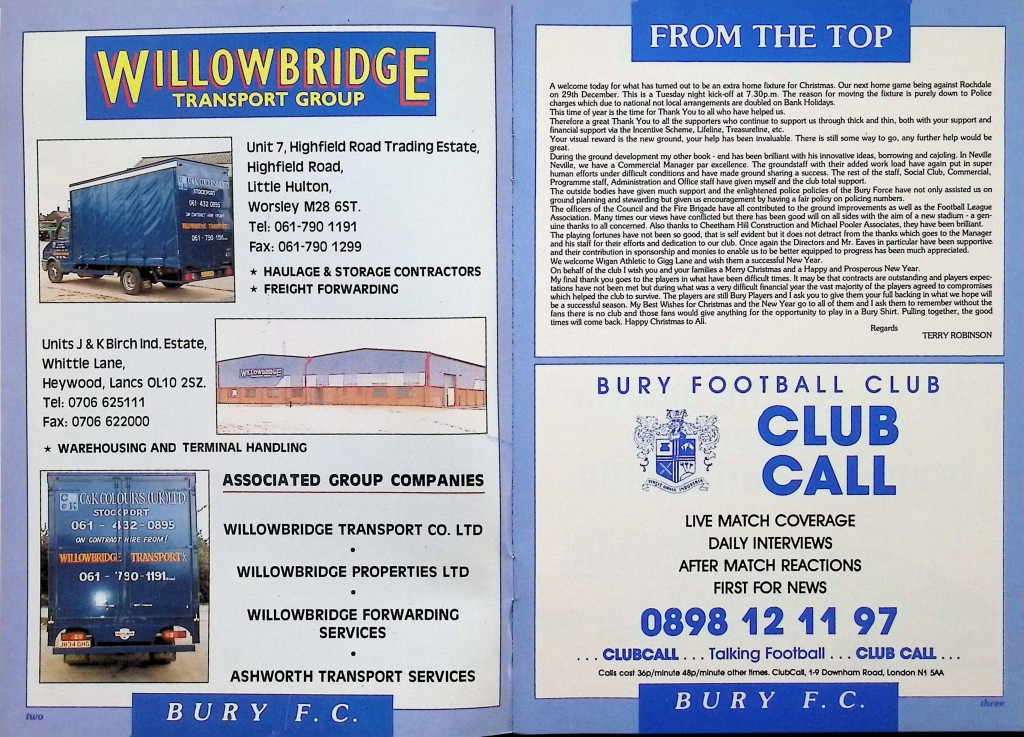 WILLOWBRIDGE
TRANSPORT GROUP
C&K COLOURS (UK) LTD
STOCKPORT
061-432-0895
ON CONTRACT HIRE FROM
WILLOWBRIDGE TRANSPORT
061-790-1191
Unit 7, Highfield Road Trading Estate,
Highfield Road,
Little Hulton,
Worsley M28 6ST.
Tel: 061-790 1191
Fax: 061-790 1299
★ HAULAGE & STORAGE CONTRACTORS
★ FREIGHT FORWARDING
Units J & K Birch Ind. Estate,
Whittle Lane,
Heywood, Lancs OL10 2SZ.
Tel: 0706 625111
Fax: 0706 622000
WILLOWBRIDGE
★ WAREHOUSING AND TERMINAL HANDLING
C&K COLOURS (UK) LTD
STOCKPORT
061 - 432-0895
ON CONTRACT HIRE FROM!
WILLOWBRIDGE TRANSPORT
061 - 790-1191
J834 GHG
ASSOCIATED GROUP COMPANIES
WILLOWBRIDGE TRANSPORT CO. LTD
•
WILLOWBRIDGE PROPERTIES LTD
•
WILLOWBRIDGE FORWARDING
SERVICES
•
ASHWORTH TRANSPORT SERVICES
two
BURY F.C.
FROM THE TOP
A welcome today for what has turned out to be an extra home fixture for Christmas. Our next home game being against Rochdale
on 29th December. This is a Tuesday night kick-off at 7.30p.m. The reason for moving the fixture is purely down to Police
charges which due to national not local arrangements are doubled on Bank Holidays.
This time of year is the time for Thank You to all who have helped us.
Therefore a great Thank You to all the supporters who continue to support us through thick and thin, both with your support and
financial support via the Incentive Scheme, Lifeline, Treasureline, etc.
Your visual reward is the new ground, your help has been invaluable. There is still some way to go, any further help would be
great.
During the ground development my other book - end has been brilliant with his innovative ideas, borrowing and cajoling. In Neville
Neville, we have a Commercial Manager par excellence. The groundstaff with their added work load have again put in super
human efforts under difficult conditions and have made ground sharing a success. The rest of the staff, Social Club, Commercial,
Programme staff, Administration and Office staff have given myself and the club total support.
The outside bodies have given much support and the enlightened police policies of the Bury Force have not only assisted us on
ground planning and stewarding but given us encouragement by having a fair policy on policing numbers.
The officers of the Council and the Fire Brigade have all contributed to the ground improvements as well as the Football League
Association. Many times our views have conflicted but there has been good will on all sides with the aim of a new stadium - a gen-
uine thanks to all concerned. Also thanks to Cheetham Hill Construction and Michael Pooler Associates, they have been brilliant.
The playing fortunes have not been so good, that is self evident but it does not detract from the thanks which goes to the Manager
and his staff for their efforts and dedication to our club. Once again the Directors and Mr. Eaves in particular have been supportive
and their contribution in sponsorship and monies to enable us to be better equipped to progress has been much appreciated.
We welcome Wigan Athletic to Gigg Lane and wish them a successful New Year.
On behalf of the club I wish you and your families a Merry Christmas and a Happy and Prosperous New Year.
My final thank you goes to the players in what have been difficult times. It may be that contracts are outstanding and players expec-
tations have not been met but during what was a very difficult financial year the vast majority of the players agreed to compromises
which helped the club to survive. The players are still Bury Players and I ask you to give them your full backing in what we hope will
be a successful season. My Best Wishes for Christmas and the New Year go to all of them and I ask them to remember without the
fans there is no club and those fans would give anything for the opportunity to play in a Bury Shirt. Pulling together, the good
times will come back. Happy Christmas to All.
Regards
TERRY ROBINSON
BURY FOOTBALL CLUB
CLUB
CALL
LIVE MATCH COVERAGE
DAILY INTERVIEWS
AFTER MATCH REACTIONS
FIRST FOR NEWS
0898 12 11 97
. . . CLUBCALL . . . Talking Football . . . CLUB CALL . . .
Calls cost 36p/minute 48p/minute other times. ClubCall, 1-9 Downham Road, London N1 5AA
BURY F.C.
three